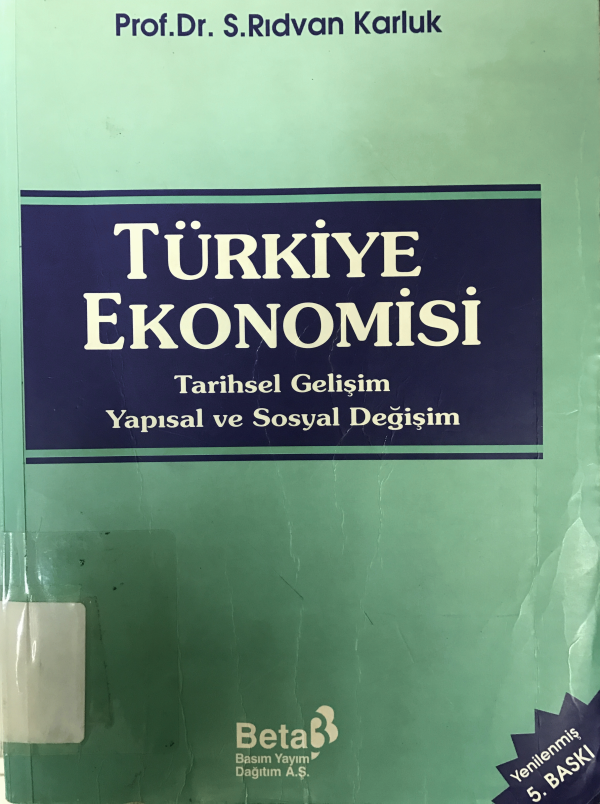 Prof.Dr. S.Rıdvan Karluk
TÜRKİYE
EKONOMİSİ
Tarihsel Gelişim
Yapısal ve Sosyal Değişim
Beta
Basım Yayım
Dağıtım A.Ş.
Yenilenmiş
5. BASKI